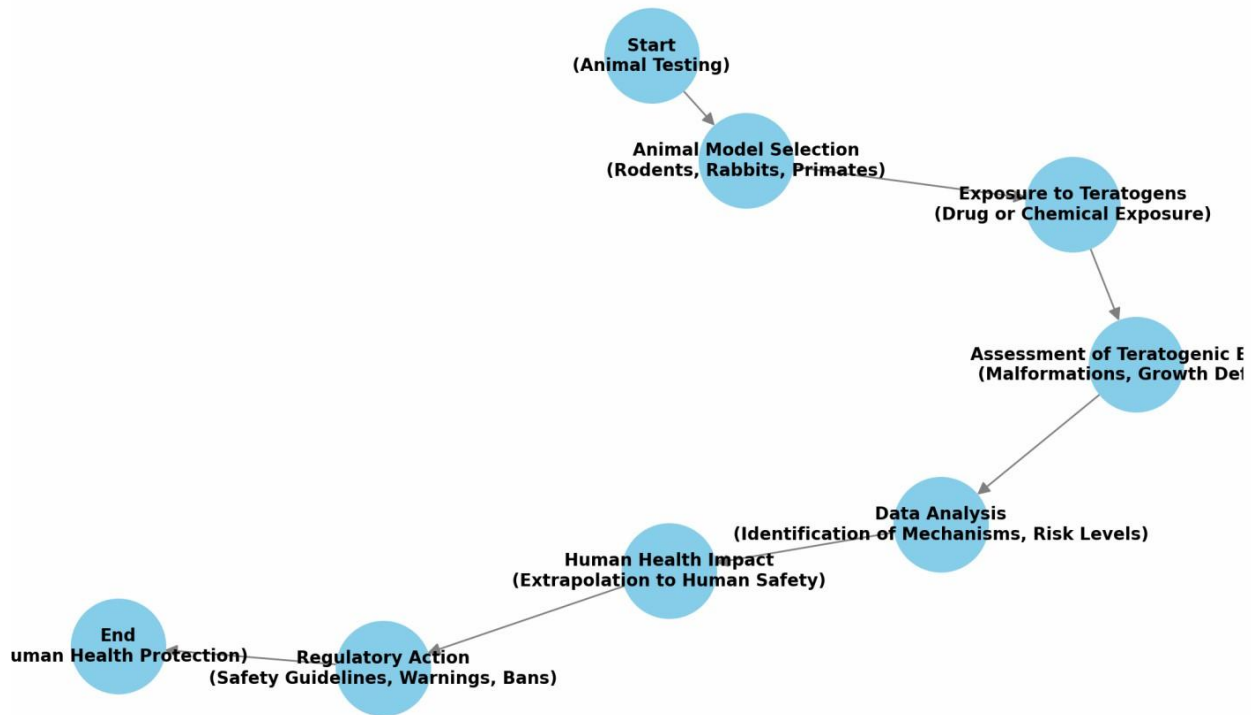 Start
(Animal Testing)
Animal Model Selection
(Rodents, Rabbits, Primates)
Exposure to Teratogens
(Drug or Chemical Exposure)
Assessment of Teratogenic
(Malformations, Growth
Data Analysis
(Identification of Mechanisms, Risk Levels)
Human Health Impact
(Extrapolation to Human Safety)
Regulatory Action
(Safety Guidelines, Warnings, Bans)
End
Health Protection)